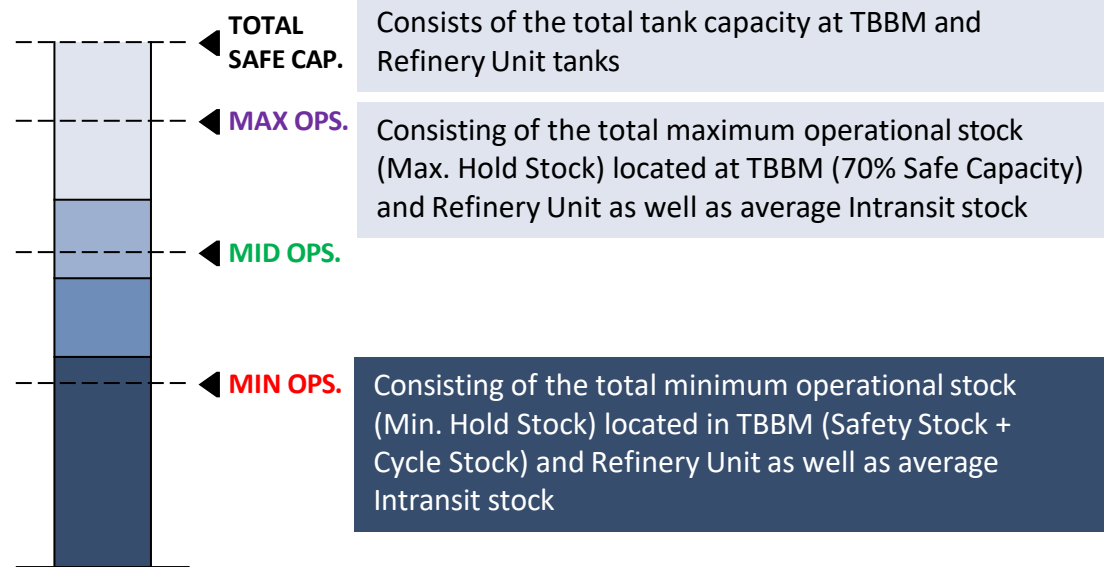 TOTAL
SAFE CAP.
Consists of the total tank capacity at TBBM and
Refinery Unit tanks
MAX OPS.
Consisting of the total maximum operational stock
(Max. Hold Stock) located at TBBM (70% Safe Capacity)
and Refinery Unit as well as average Intransit stock
MID OPS.
MIN OPS.
Consisting of the total minimum operational stock
(Min. Hold Stock) located in TBBM (Safety Stock +
Cycle Stock) and Refinery Unit as well as average
Intransit stock